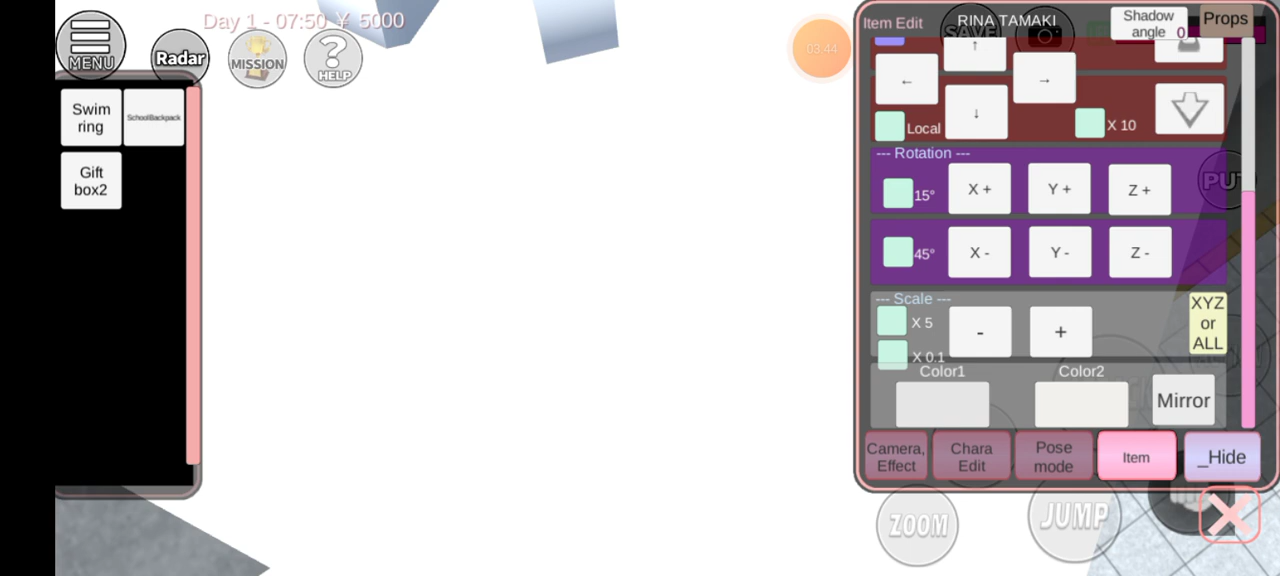 Day 1 - 07:50 ￥ 5000
MENU
Radar
MISSION
HELP
Swim
ring
SchoolBackpack
Gift
box2
03:44
Item Edit
RINA TAMAKI
SAVE
Shadow
angle 0
Props
↑
←
→
↓
Local
X 10
--- Rotation ---
15°
X +
Y +
Z +
PUT
45°
X -
Y -
Z -
--- Scale ---
X 5
-
+
X 0.1
XYZ
or
ALL
Color1
Color2
Mirror
Camera,
Effect
Chara
Edit
Pose
mode
Item
_Hide
ZOOM
JUMP